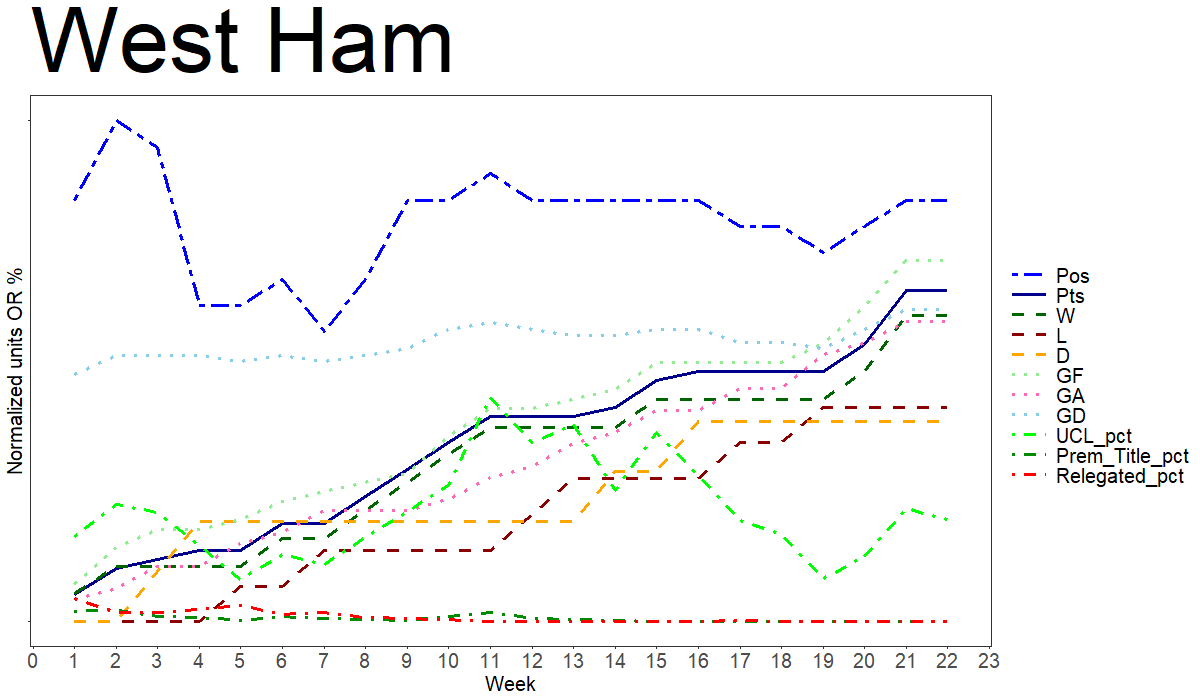 West Ham
Normalized units OR %
Pos
Pts
W
L
D
GF
GA
GD
UCL_pct
Prem_Title_pct
Relegated_pct
0 1 2 3 4 5 6 7 8 9 10 11 12 13 14 15 16 17 18 19 20 21 22 23
Week